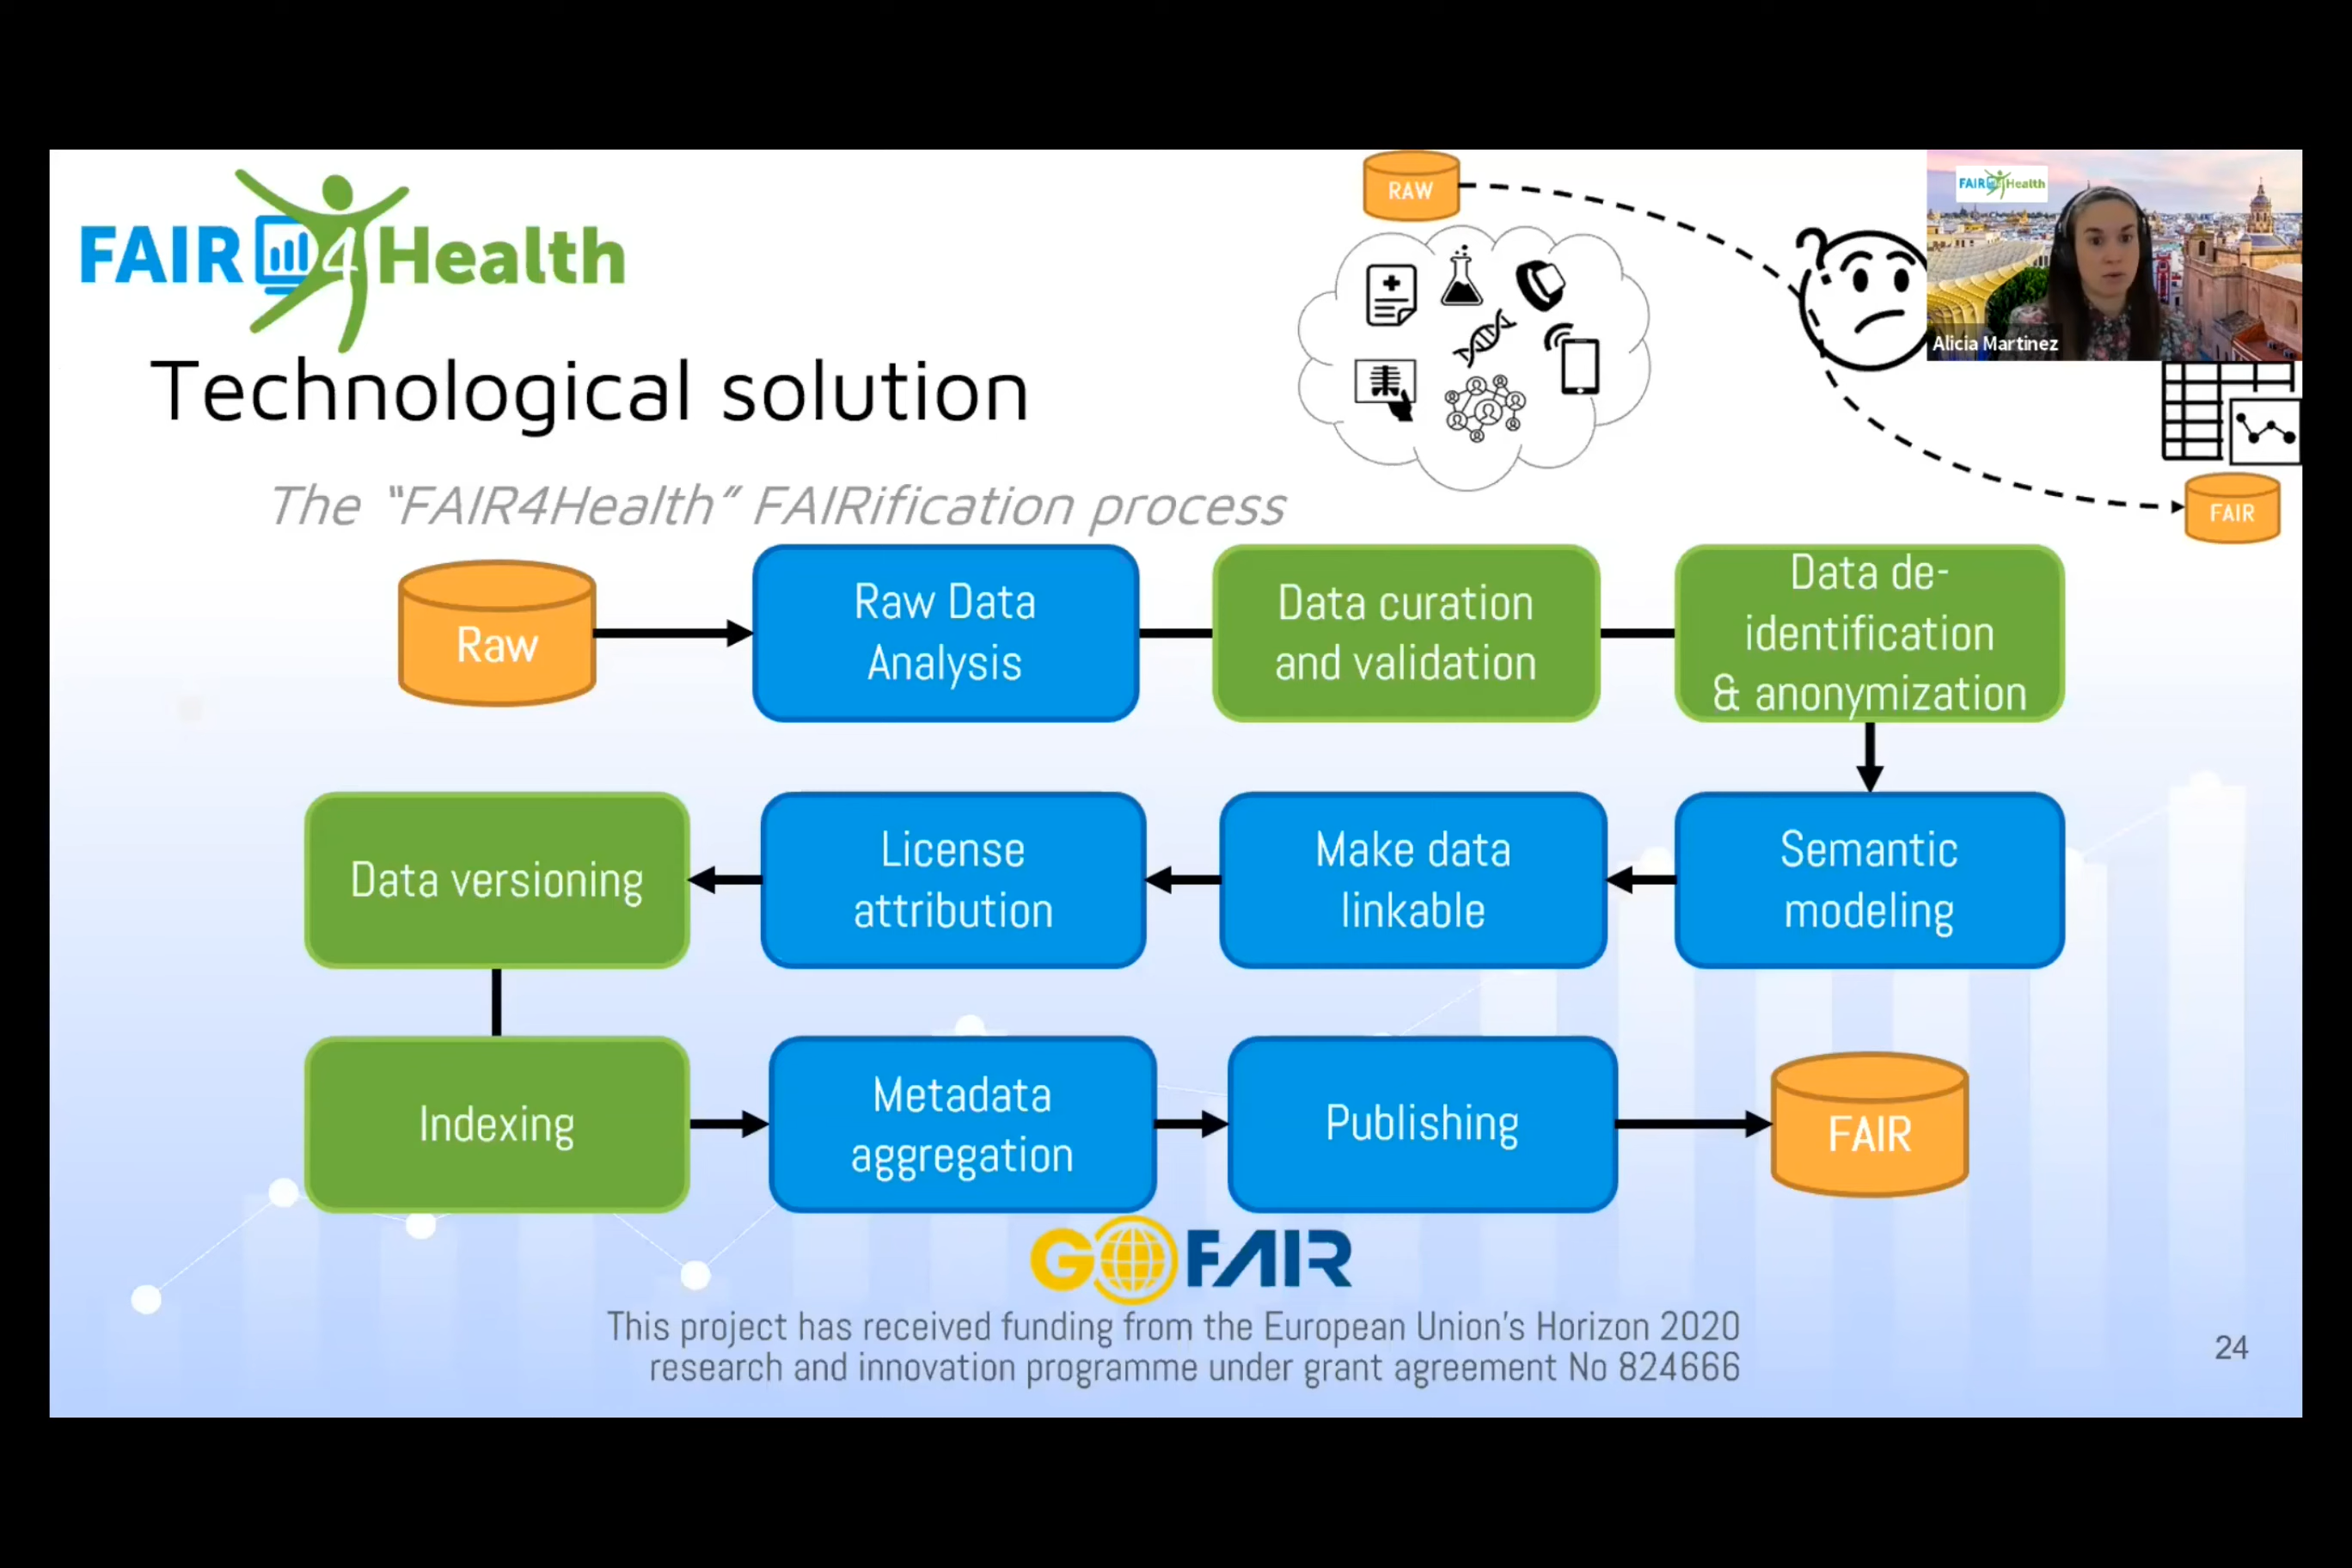 FAIR4Health
RAW
FAIR4Health
Alicia Martinez
Technological solution
The “FAIR4Health” FAIRification process
FAIR
Raw
Raw Data
Analysis
Data curation
and validation
Data de-
identification
& anonymization
Data versioning
License
attribution
Make data
linkable
Semantic
modeling
Indexing
Metadata
aggregation
Publishing
FAIR
GO FAIR
This project has received funding from the European Union's Horizon 2020
research and innovation programme under grant agreement No 824666
24